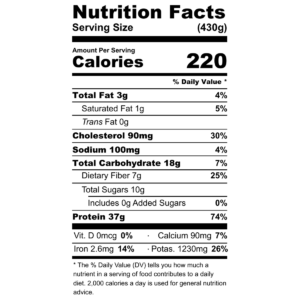 Nutrition Facts
Serving Size (430g)
Amount Per Serving
Calories 220
% Daily Value *
Total Fat 3g 4%
Saturated Fat 1g 5%
Trans Fat 0g
Cholesterol 90mg 30%
Sodium 100mg 4%
Total Carbohydrate 18g 7%
Dietary Fiber 7g 25%
Total Sugars 10g
Includes 0g Added Sugars 0%
Protein 37g 74%
Vit. D 0mcg 0% · Calcium 90mg 7%
Iron 2.6mg 14% · Potas. 1230mg 26%
* The % Daily Value (DV) tells you how much a
nutrient in a serving of food contributes to a daily
diet. 2,000 calories a day is used for general nutrition
advice.